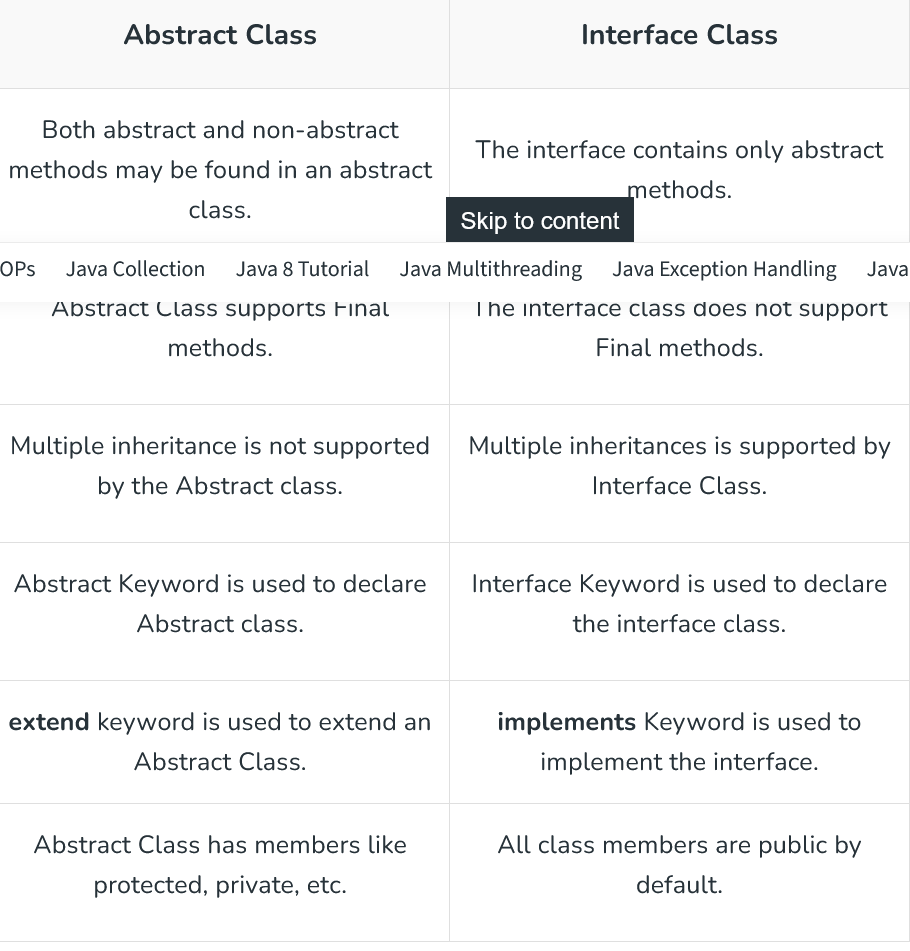 Abstract Class
Interface Class
Both abstract and non-abstract
methods may be found in an abstract
class.
The interface contains only abstract
methods.
Skip to content
OPs Java Collection Java 8 Tutorial Java Multithreading Java Exception Handling Java
Abstract Class supports Final
methods.
The interface class does not support
Final methods.
Multiple inheritance is not supported
by the Abstract class.
Multiple inheritances is supported by
Interface Class.
Abstract Keyword is used to declare
Abstract class.
Interface Keyword is used to declare
the interface class.
extend keyword is used to extend an
Abstract Class.
implements Keyword is used to
implement the interface.
Abstract Class has members like
protected, private, etc.
All class members are public by
default.